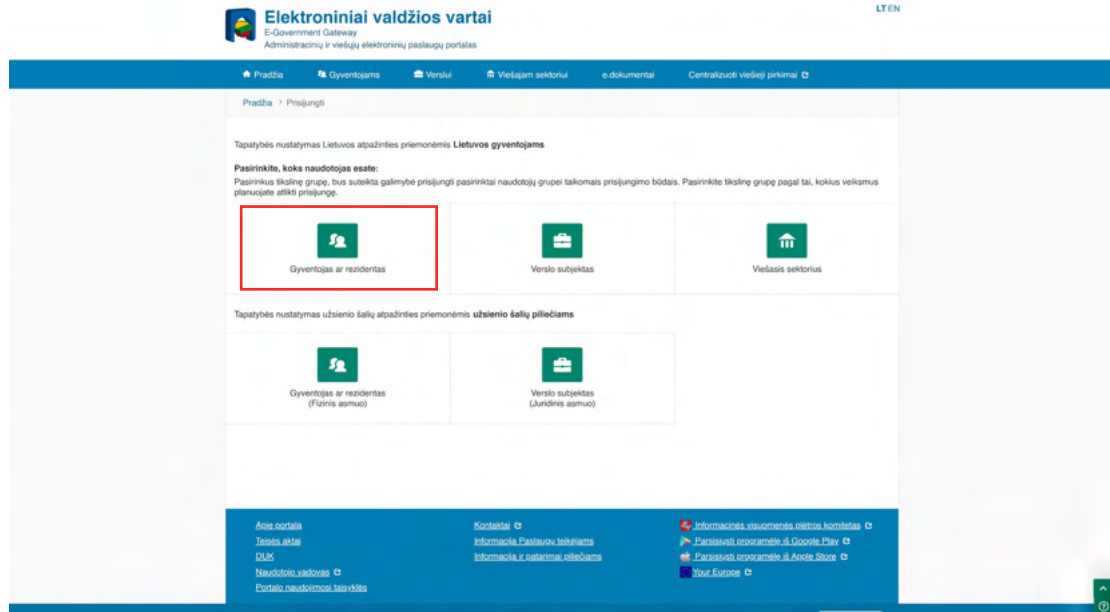 LT EN
Elektroniniai valdžios vartai
E-Government Gateway
Administracinių ir viešųjų elektroninių paslaugų portalas
Pradžia Gyventojams Verslui Viešajam sektoriui e.dokumentai Centralizuoti viešieji pirkimai
Pradžia > Prisijungti
Tapatybės nustatymas Lietuvos atpažinties priemonėmis Lietuvos gyventojams
Pasirinkite, koks naudotojas esate:
Pasirinkus tikslinę grupę, bus suteikta galimybė prisijungti pasirinktai naudotojų grupei taikomais prisijungimo būdais. Pasirinkite tikslinę grupę pagal tai, kokius veiksmus
planuojate atlikti prisijungę.
Gyventojas ar rezidentas Verslo subjektas Viešasis sektorius
Tapatybės nustatymas užsienio šalių atpažinties priemonėmis užsienio šalių piliečiams
Gyventojas ar rezidentas Verslo subjektas
(Fizinis asmuo) (Juridinis asmuo)
Apie portalą Kontaktai Informacinės visuomenės plėtros komitetas
Teisės aktai Informacija Paslaugų teikėjams Parsisiųsti programėlę iš Google Play
DUK Informacija ir patarimai piliečiams Parsisiųsti programėlę iš Apple Store
Naudotojo vadovas Your Europe
Portalo naudojimosi taisyklės